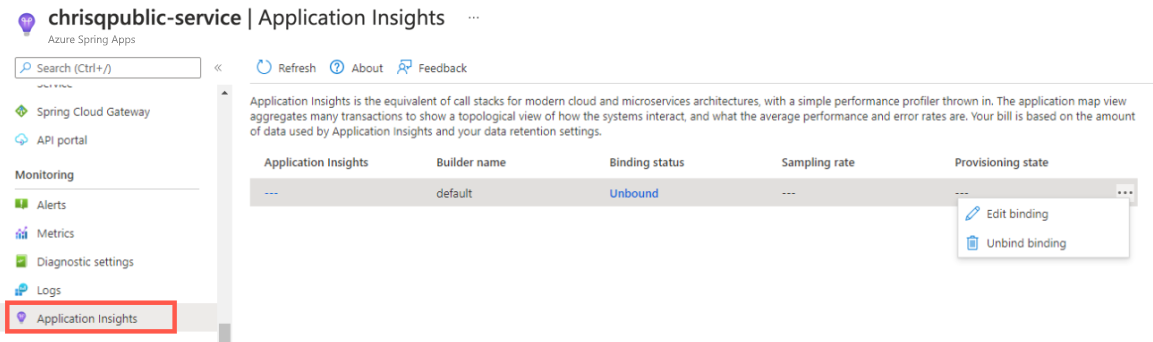 chrisqpublic-service | Application Insights ...
Azure Spring Apps
Search (Ctrl+/)
«
Refresh
About
Feedback
Service
Spring Cloud Gateway
API portal
Monitoring
Alerts
Metrics
Diagnostic settings
Logs
Application Insights
Application Insights is the equivalent of call stacks for modern cloud and microservices architectures, with a simple performance profiler thrown in. The application map view
aggregates many transactions to show a topological view of how the systems interact, and what the average performance and error rates are. Your bill is based on the amount
of data used by Application Insights and your data retention settings.
Application Insights Builder name Binding status Sampling rate Provisioning state
--- default Unbound --- --- ...
Edit binding
Unbind binding